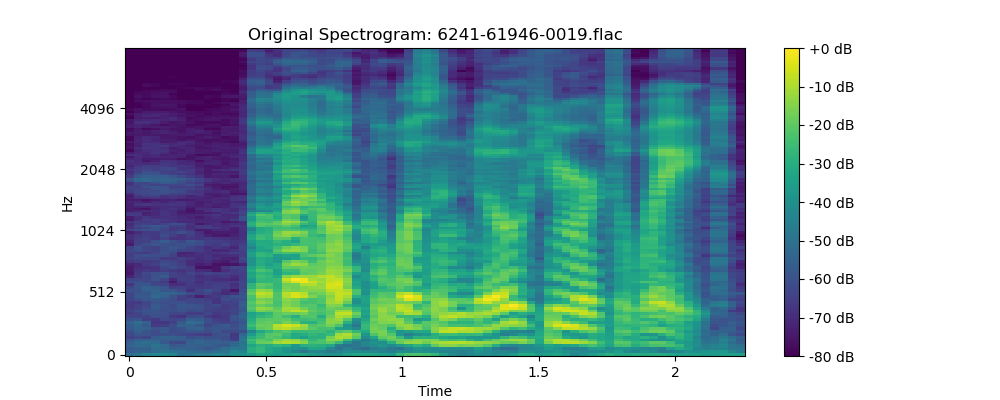 Original Spectrogram: 6241-61946-0019.flac
Hz
4096
2048
1024
512
0
0
0.5
1
1.5
2
Time
+0 dB
-10 dB
-20 dB
-30 dB
-40 dB
-50 dB
-60 dB
-70 dB
-80 dB